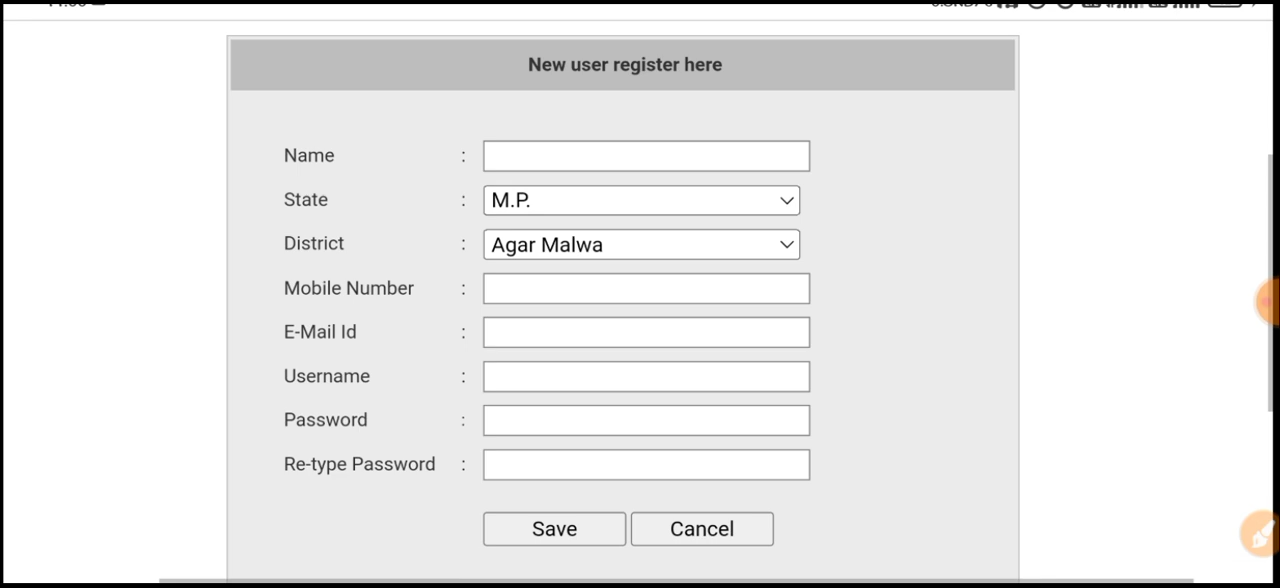 New user register here
Name :
State : M.P.
District : Agar Malwa
Mobile Number :
E-Mail Id :
Username :
Password :
Re-type Password :
Save Cancel